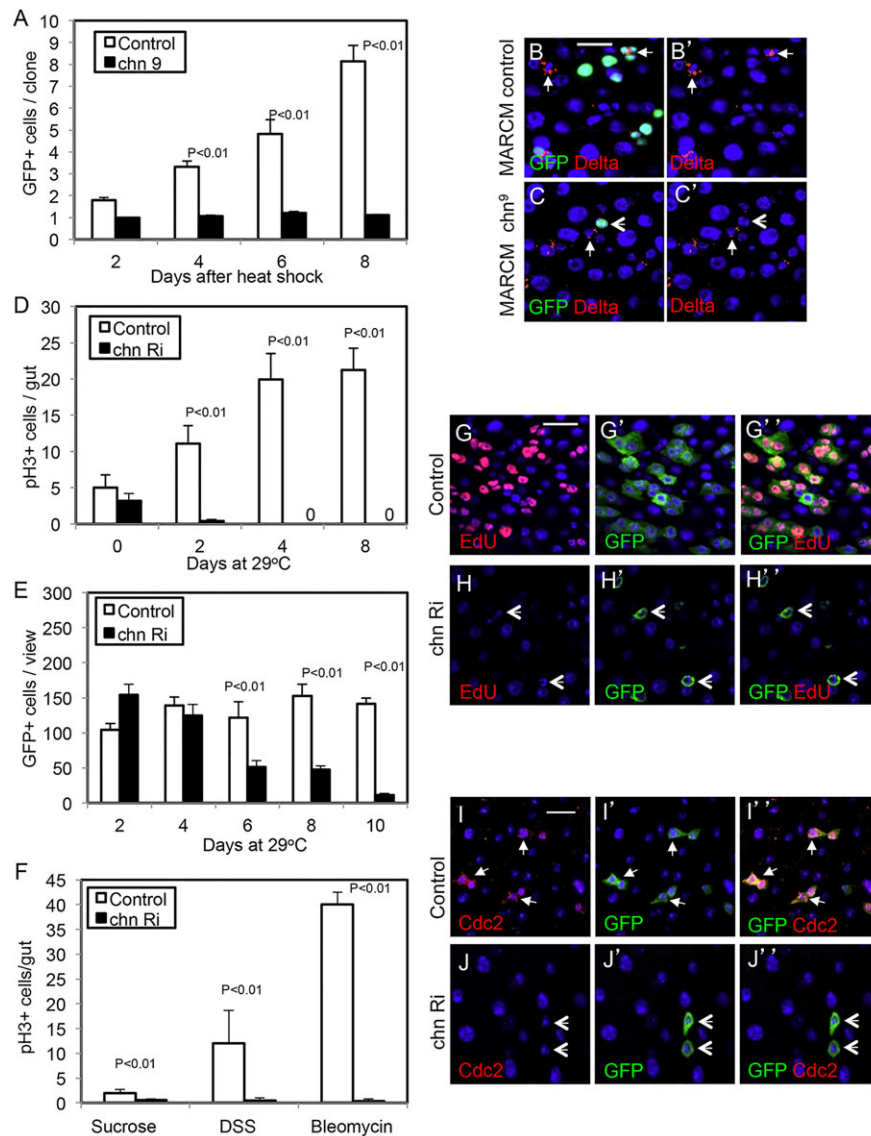 A
GFP+ cells / clone
10
9
8
7
6
5
4
3
2
1
0
Control
chn 9
P<0.01
P<0.01
P<0.01
2 4 6 8
Days after heat shock
MARCM control
B
GFP Delta
B'
Delta
MARCM chn⁹
C
GFP Delta
C'
Delta
D
pH3+ cells / gut
30
25
20
15
10
5
0
Control
chn Ri
P<0.01
P<0.01
P<0.01
0 0
0 2 4 8
Days at 29ºC
E
GFP+ cells / view
300
250
200
150
100
50
0
Control
chn Ri
P<0.01
P<0.01
P<0.01
2 4 6 8 10
Days at 29ºC
F
pH3+ cells/gut
45
40
35
30
25
20
15
10
5
0
Control
chn Ri
P<0.01
P<0.01
P<0.01
Sucrose DSS Bleomycin
Control
G
EdU
G'
GFP
G''
GFP EdU
chn Ri
H
EdU
H'
GFP
H''
GFP EdU
Control
I
Cdc2
I'
GFP
I''
GFP Cdc2
chn Ri
J
Cdc2
J'
GFP
J''
GFP Cdc2